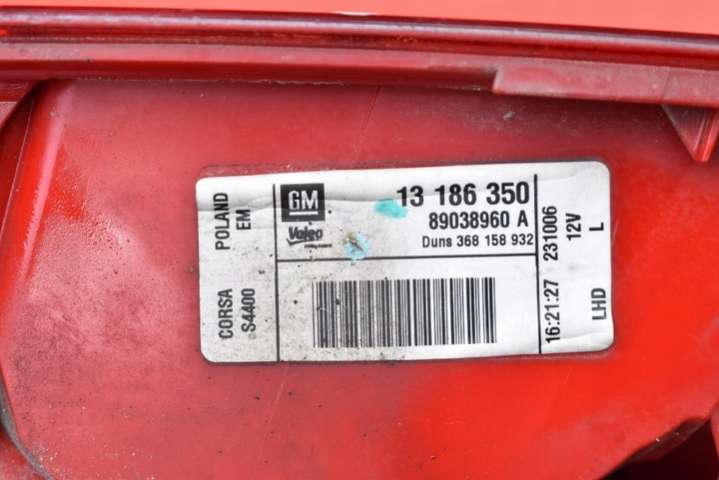 POLAND
EM
CORSA
S4400
GM
Valeo
13 186 350
89038960 A
Duns 368 158 932
231006
12V
L
16:21:27
LHD